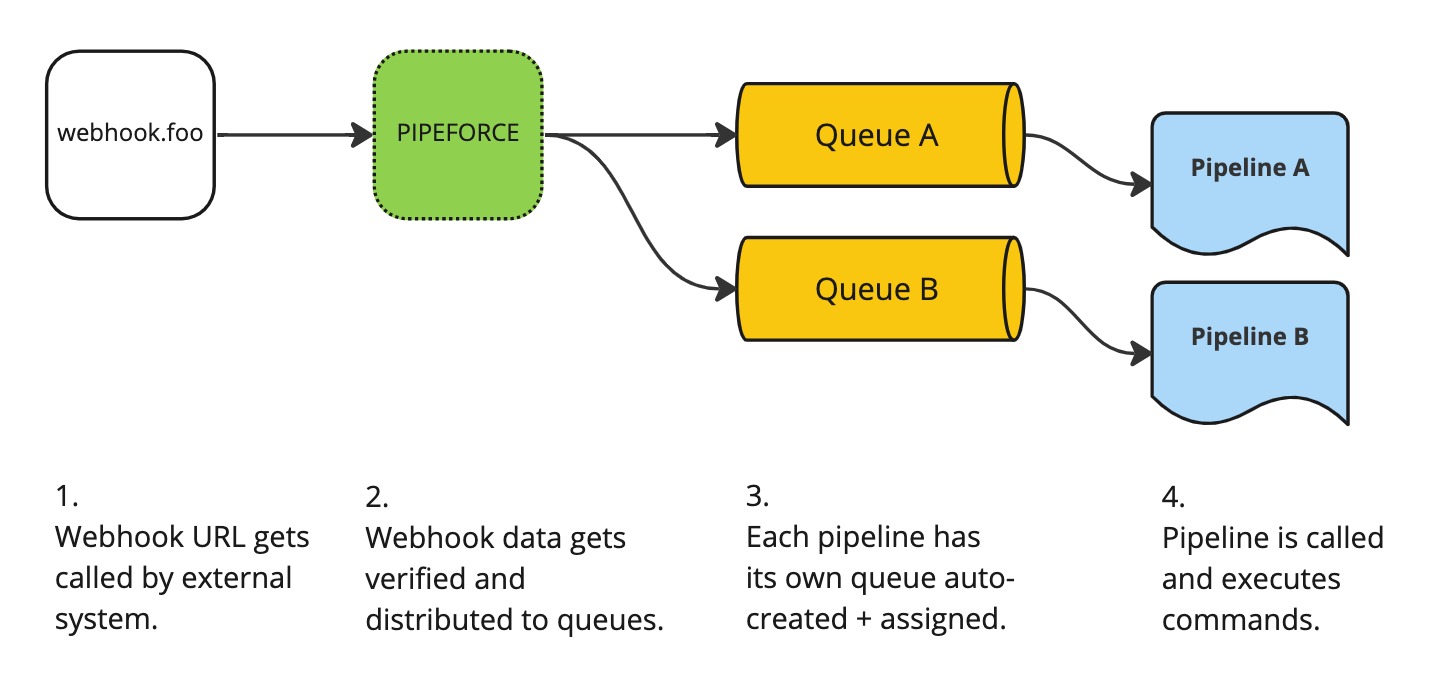 webhook.foo
PIPEFORCE
Queue A
Pipeline A
Queue B
Pipeline B
1.
Webhook URL gets
called by external
system.
2.
Webhook data gets
verified and
distributed to queues.
3.
Each pipeline has
its own queue auto-
created + assigned.
4.
Pipeline is called
and executes
commands.